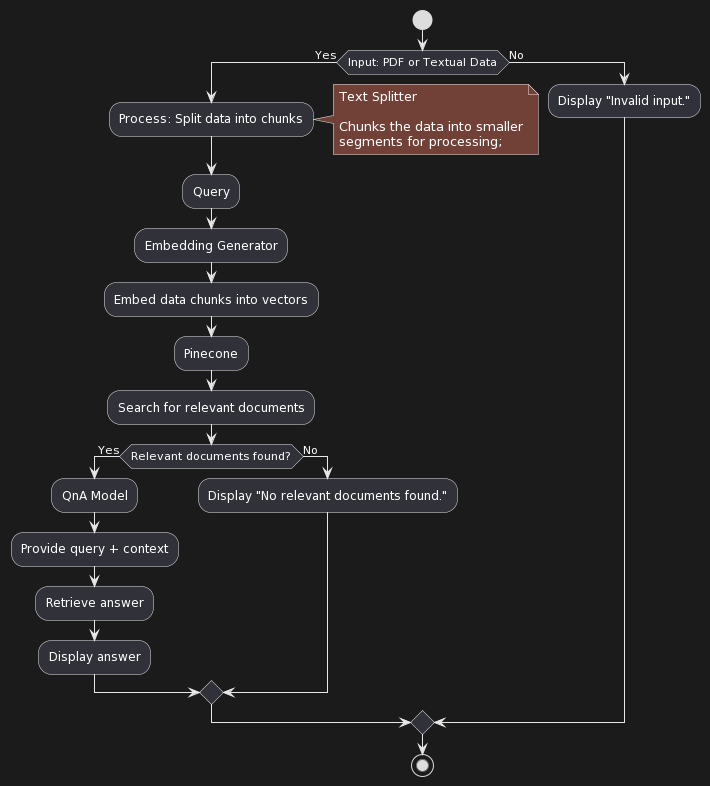 Yes
Input: PDF or Textual Data
No
Process: Split data into chunks
Text Splitter
Chunks the data into smaller
segments for processing;
Display "Invalid input."
Query
Embedding Generator
Embed data chunks into vectors
Pinecone
Search for relevant documents
Yes
Relevant documents found?
No
QnA Model
Display "No relevant documents found."
Provide query + context
Retrieve answer
Display answer